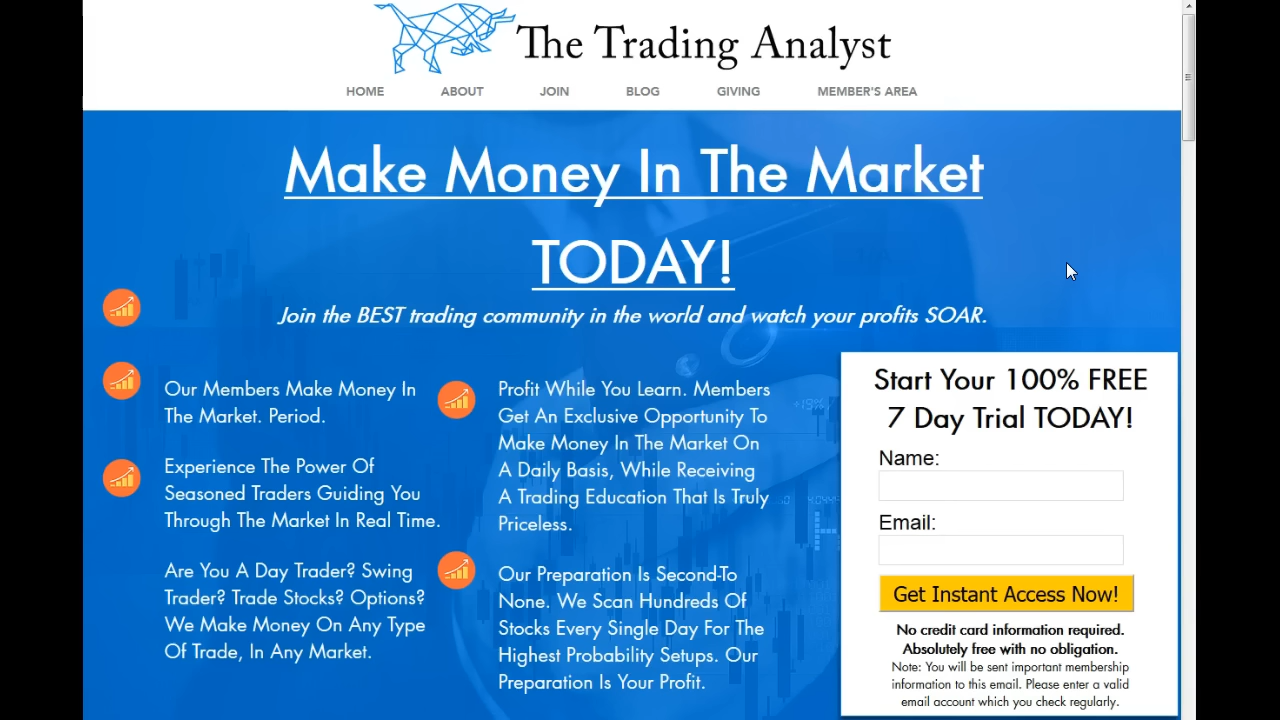 The Trading Analyst
HOME ABOUT JOIN BLOG GIVING MEMBER'S AREA
Make Money In The Market
TODAY!
Join the BEST trading community in the world and watch your profits SOAR.
Our Members Make Money In
The Market. Period.
Experience The Power Of
Seasoned Traders Guiding You
Through The Market In Real Time.
Are You A Day Trader? Swing
Trader? Trade Stocks? Options?
We Make Money On Any Type
Of Trade, In Any Market.
Profit While You Learn. Members
Get An Exclusive Opportunity To
Make Money In The Market On
A Daily Basis, While Receiving
A Trading Education That Is Truly
Priceless.
Our Preparation Is Second-To
None. We Scan Hundreds Of
Stocks Every Single Day For The
Highest Probability Setups. Our
Preparation Is Your Profit.
Start Your 100% FREE
7 Day Trial TODAY!
Name:
Email:
Get Instant Access Now!
No credit card information required.
Absolutely free with no obligation.
Note: You will be sent important membership
information to this email. Please enter a valid
email account which you check regularly.